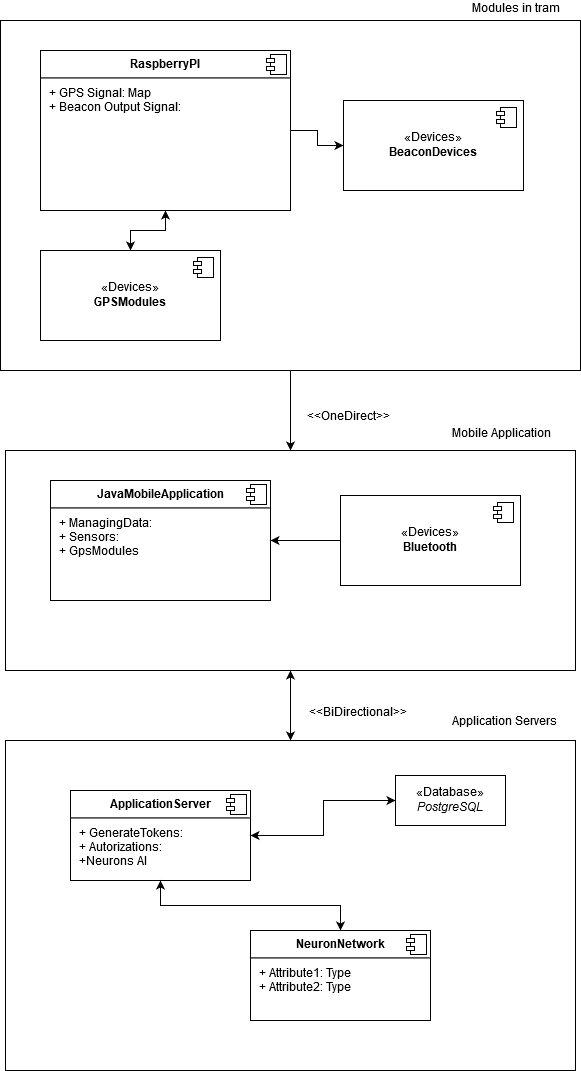 Modules in tram
RaspberryPI
+ GPS Signal: Map
+ Beacon Output Signal:
«Devices»
BeaconDevices
«Devices»
GPSModules
<<OneDirect>>
Mobile Application
JavaMobileApplication
+ ManagingData:
+ Sensors:
+ GpsModules
«Devices»
Bluetooth
<<BiDirectional>>
Application Servers
ApplicationServer
+ GenerateTokens:
+ Autorizations:
+Neurons AI
«Database»
PostgreSQL
NeuronNetwork
+ Attribute1: Type
+ Attribute2: Type